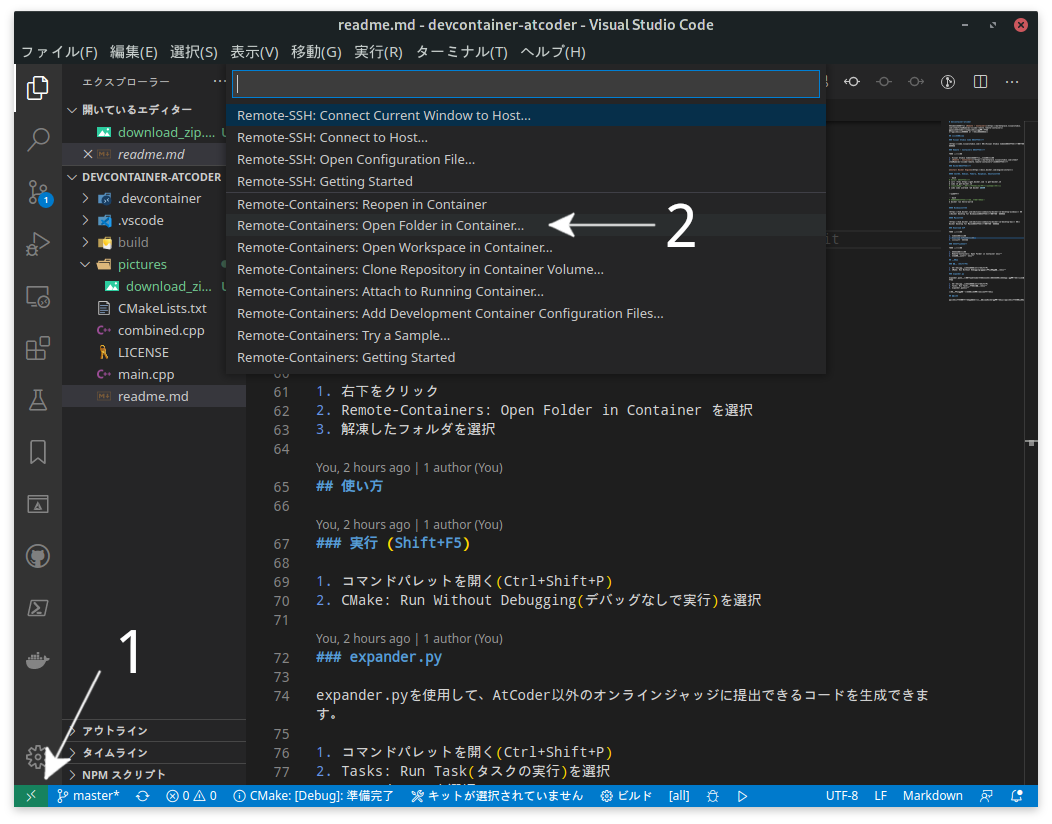 readme.md - devcontainer-atcoder - Visual Studio Code
ファイル(F) 編集(E) 選択(S) 表示(V) 移動(G) 実行(R) ターミナル(T) ヘルプ(H)
エクスプローラー ···
開いているエディター
download_zip.... U
readme.md
DEVCONTAINER-ATCODER
.devcontainer
.vscode
build
pictures
download_zi... U
CMakeLists.txt
combined.cpp
LICENSE
main.cpp
readme.md
アウトライン
タイムライン
NPM スクリプト
1
Remote-SSH: Connect Current Window to Host...
Remote-SSH: Connect to Host...
Remote-SSH: Open Configuration File...
Remote-SSH: Getting Started
Remote-Containers: Reopen in Container
Remote-Containers: Open Folder in Container...
Remote-Containers: Open Workspace in Container...
Remote-Containers: Clone Repository in Container Volume...
Remote-Containers: Attach to Running Container...
Remote-Containers: Add Development Container Configuration Files...
Remote-Containers: Try a Sample...
Remote-Containers: Getting Started
2
60
61 1. 右下をクリック
62 2. Remote-Containers: Open Folder in Container を選択
63 3. 解凍したフォルダを選択
64
You, 2 hours ago | 1 author (You)
65 ## 使い方
66
You, 2 hours ago | 1 author (You)
67 ### 実行 (Shift+F5)
68
69 1. コマンドパレットを開く(Ctrl+Shift+P)
70 2. CMake: Run Without Debugging(デバッグなしで実行)を選択
71
You, 2 hours ago | 1 author (You)
72 ### expander.py
73
74 expander.pyを使用して、AtCoder以外のオンラインジャッジに提出できるコードを生成できま
す。
75
76 1. コマンドパレットを開く(Ctrl+Shift+P)
77 2. Tasks: Run Task(タスクの実行)を選択
1
master* 0 0 CMake: [Debug]: 準備完了 キットが選択されていません ビルド [all] UTF-8 LF Markdown